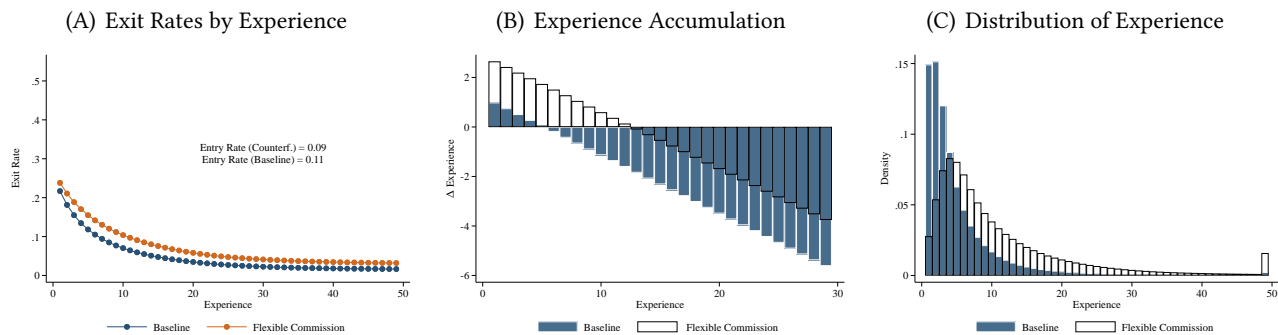 (A) Exit Rates by Experience
.5
.4
.3
.2
.1
0
Exit Rate
Entry Rate (Counterf.) = 0.09
Entry Rate (Baseline) = 0.11
0 10 20 30 40 50
Experience
Baseline Flexible Commission
(B) Experience Accumulation
2
0
-2
-4
-6
Δ Experience
0 10 20 30
Experience
Baseline Flexible Commission
(C) Distribution of Experience
.15
.1
.05
0
Density
0 10 20 30 40 50
Experience
Baseline Flexible Commission